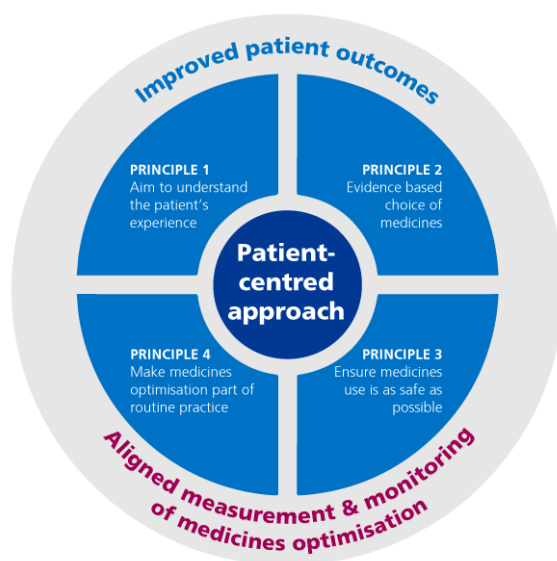 Improved patient outcomes
PRINCIPLE 1
Aim to understand
the patient's
experience
PRINCIPLE 2
Evidence based
choice of
medicines
Patient-
centred
approach
PRINCIPLE 4
Make medicines
optimisation part of
routine practice
PRINCIPLE 3
Ensure medicines
use is as safe as
possible
Aligned measurement & monitoring
of medicines optimisation